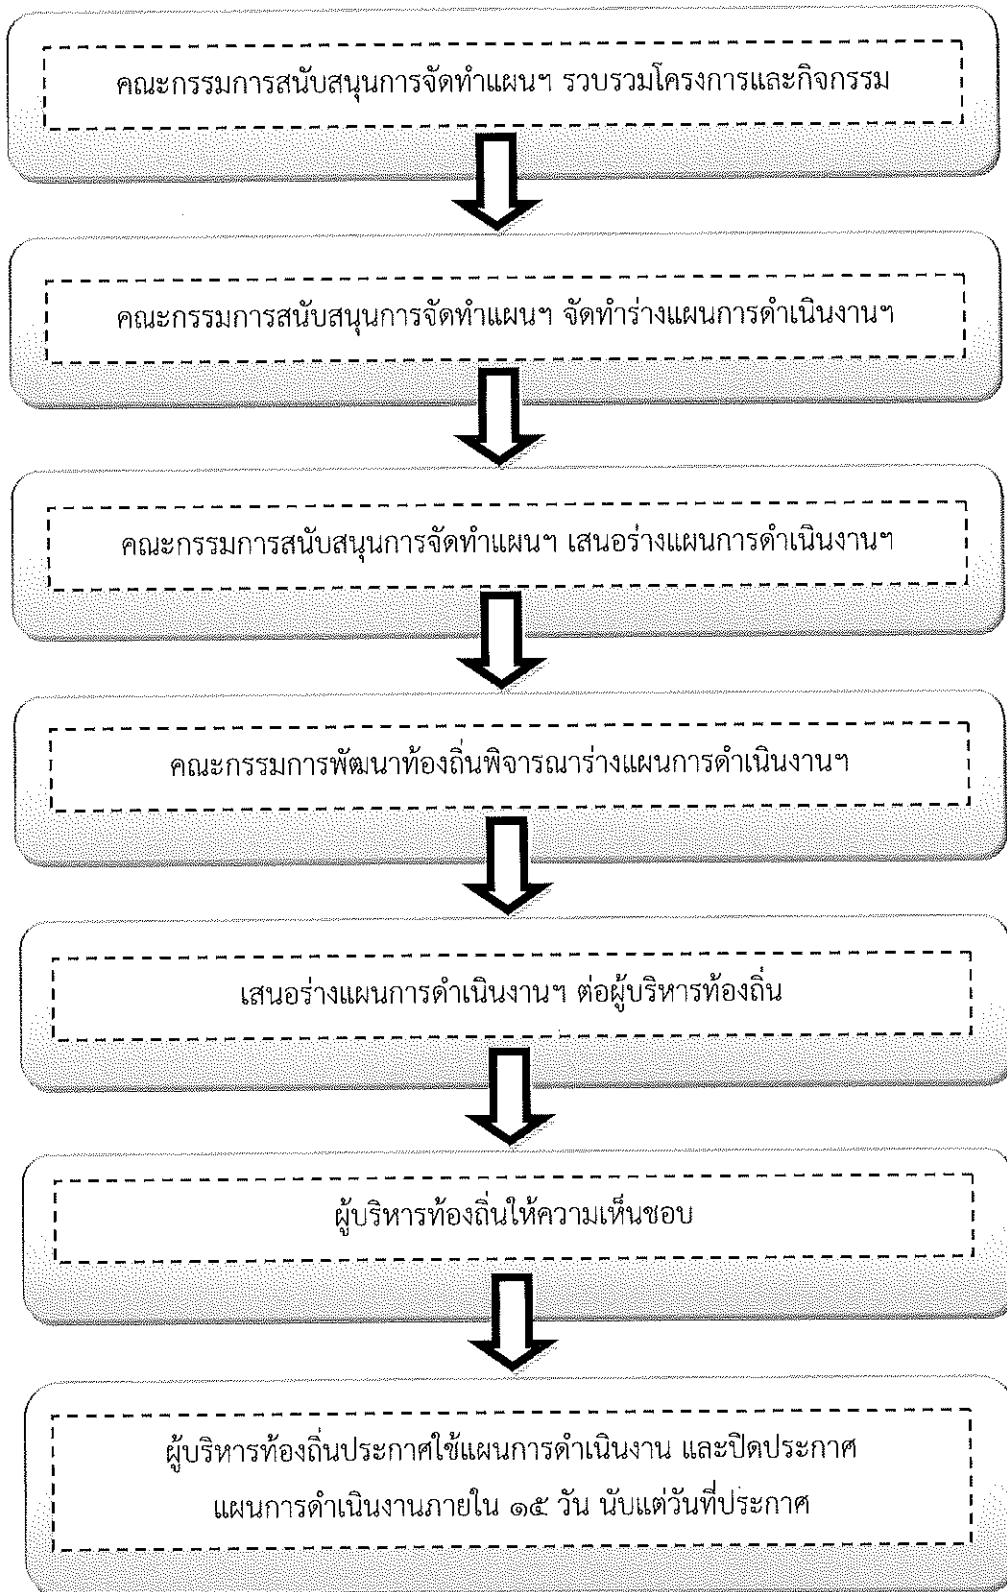 คณะกรรมการสนับสนุนการจัดทำแผนฯ รวบรวมโครงการและกิจกรรม
คณะกรรมการสนับสนุนการจัดทำแผนฯ จัดทำร่างแผนการดำเนินงานฯ
คณะกรรมการสนับสนุนการจัดทำแผนฯ เสนอร่างแผนการดำเนินงานฯ
คณะกรรมการพัฒนาท้องถิ่นพิจารณาร่างแผนการดำเนินงานฯ
เสนอร่างแผนการดำเนินงานฯ ต่อผู้บริหารท้องถิ่น
ผู้บริหารท้องถิ่นให้ความเห็นชอบ
ผู้บริหารท้องถิ่นประกาศใช้แผนการดำเนินงาน และปิดประกาศ
แผนการดำเนินงานภายใน ๑๕ วัน นับแต่วันที่ประกาศ